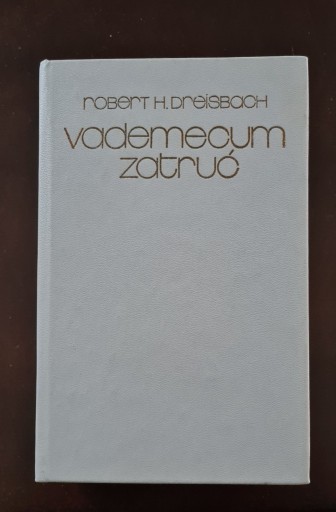 robert H. Dreisbach
vademecum
zatruć